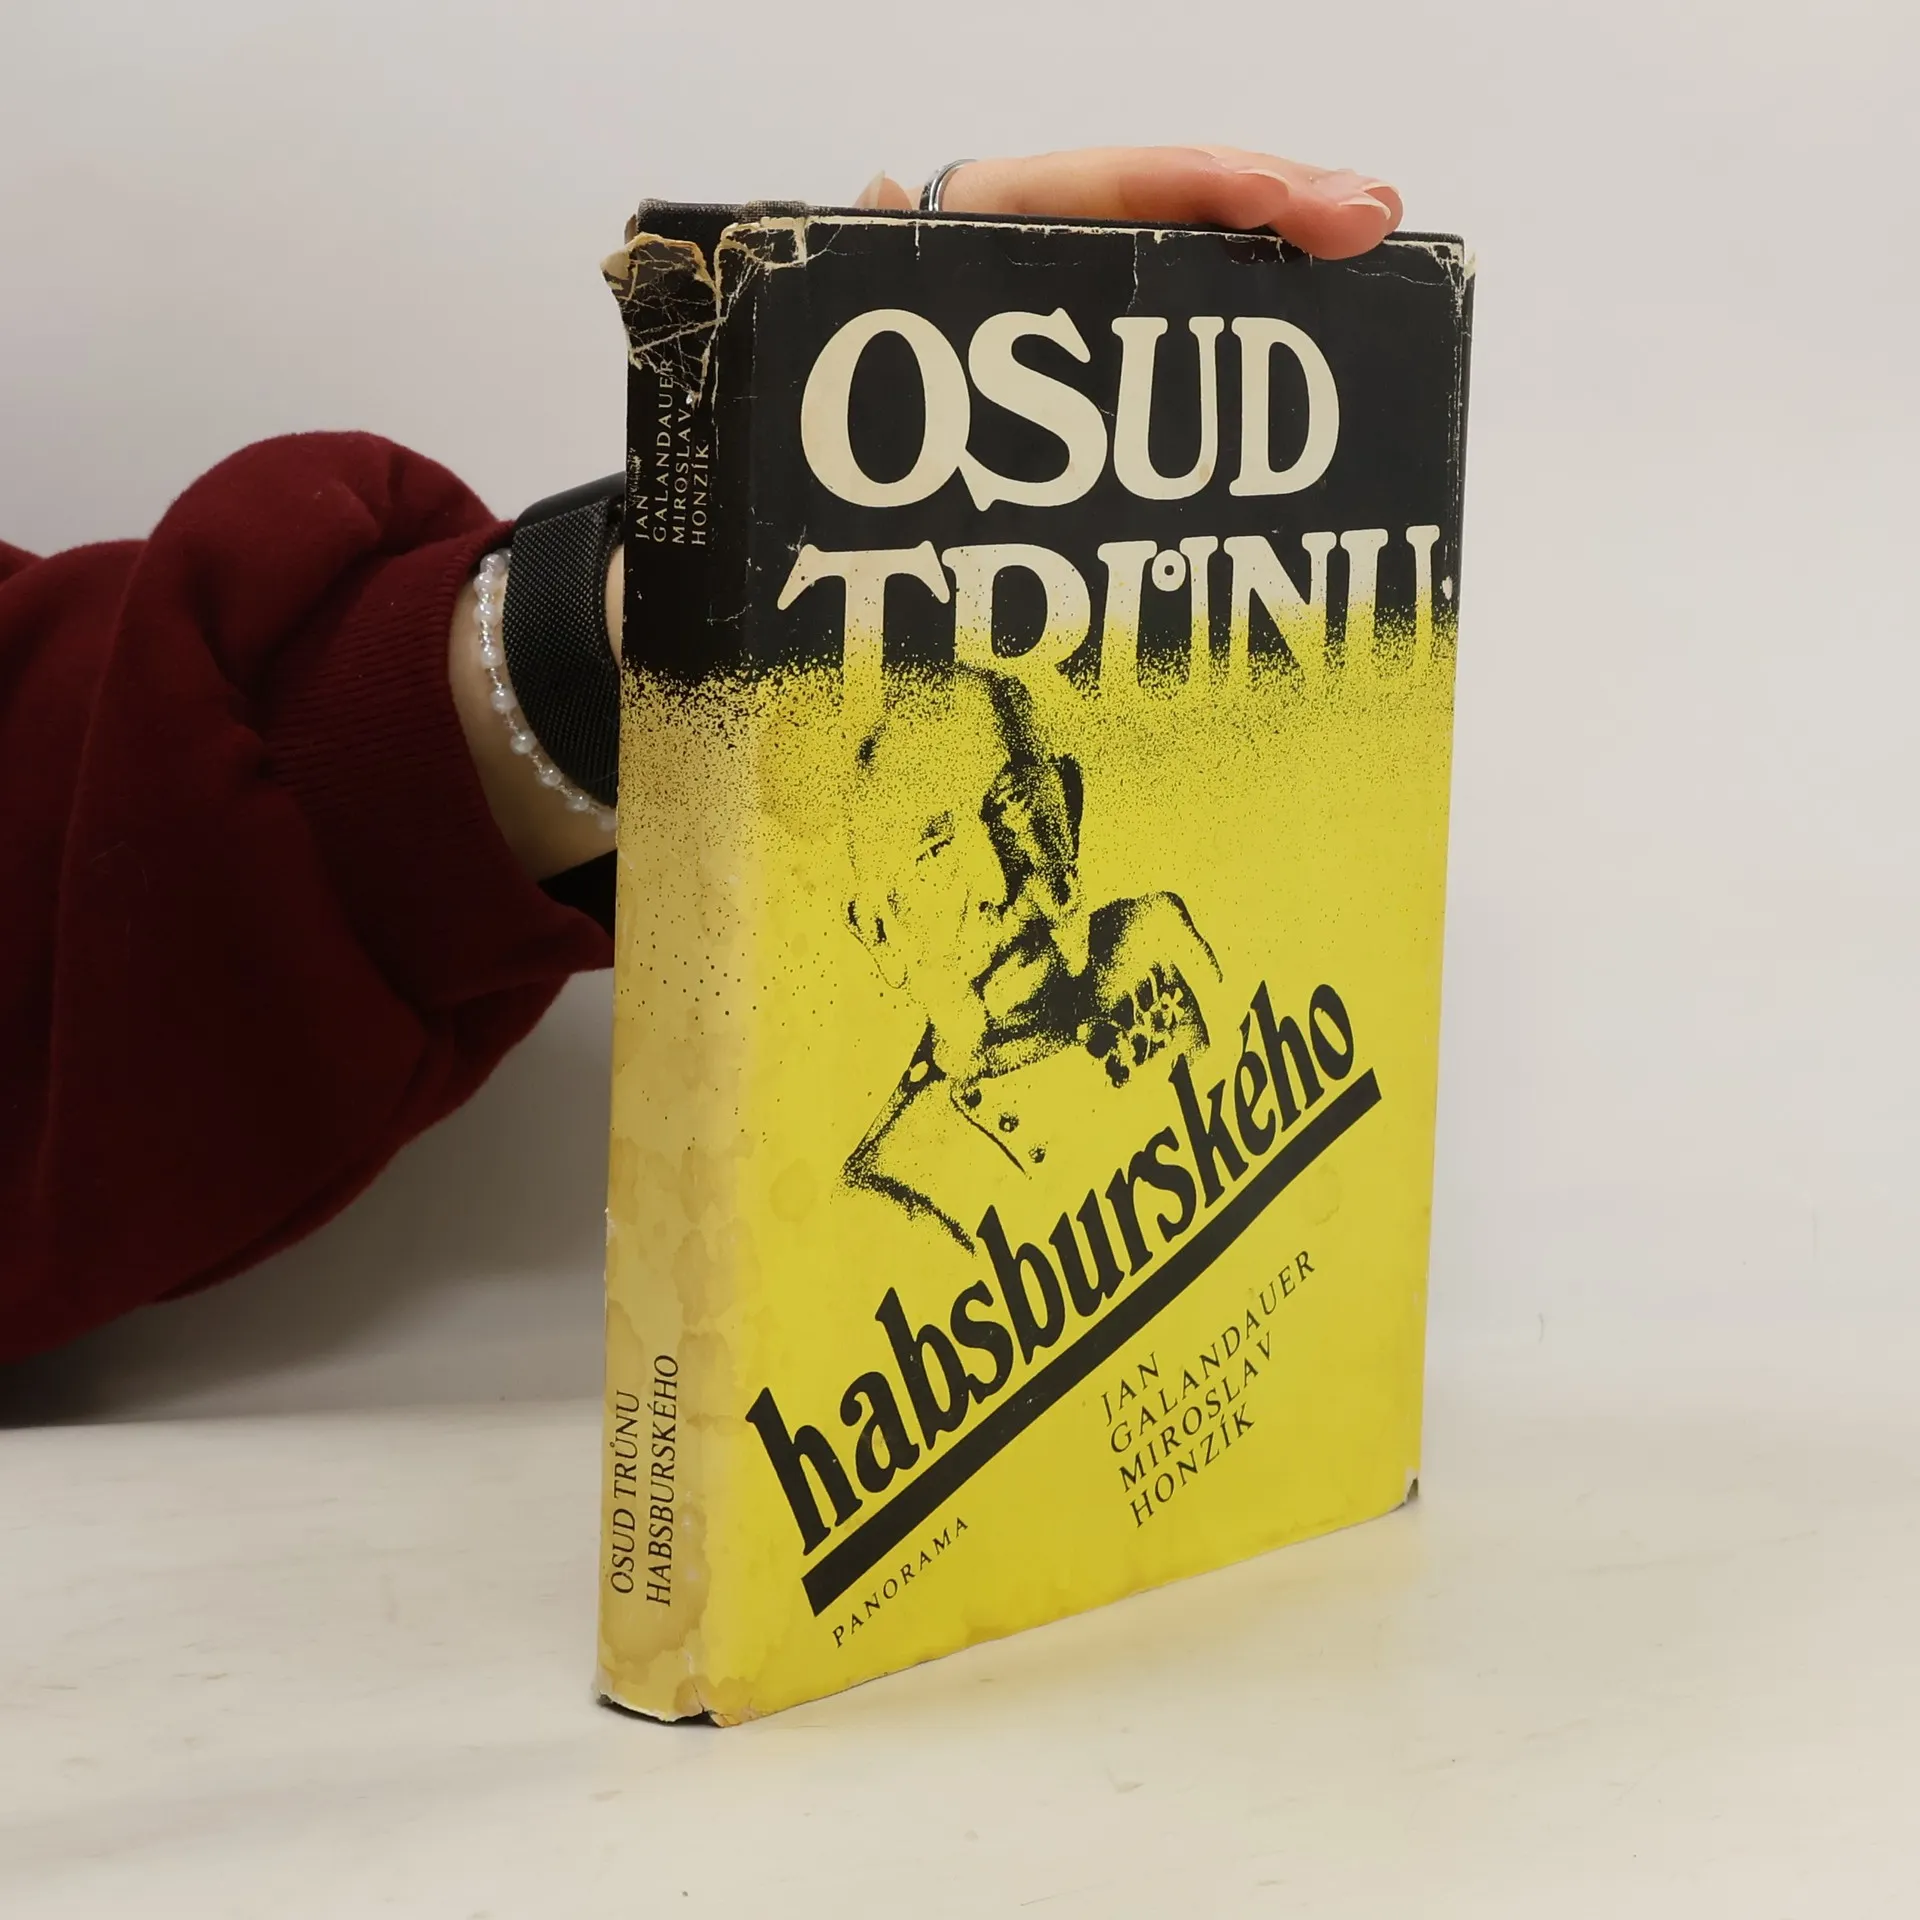 OSUD
TRŮNU
habsburského
JAN
GALANDAUER
MIROSLAV
HONZÍK
PANORAMA
JAN
GALANDAUER
MIROSLAV
HONZÍK
OSUD TRŮNU
HABSBURSKÉHO